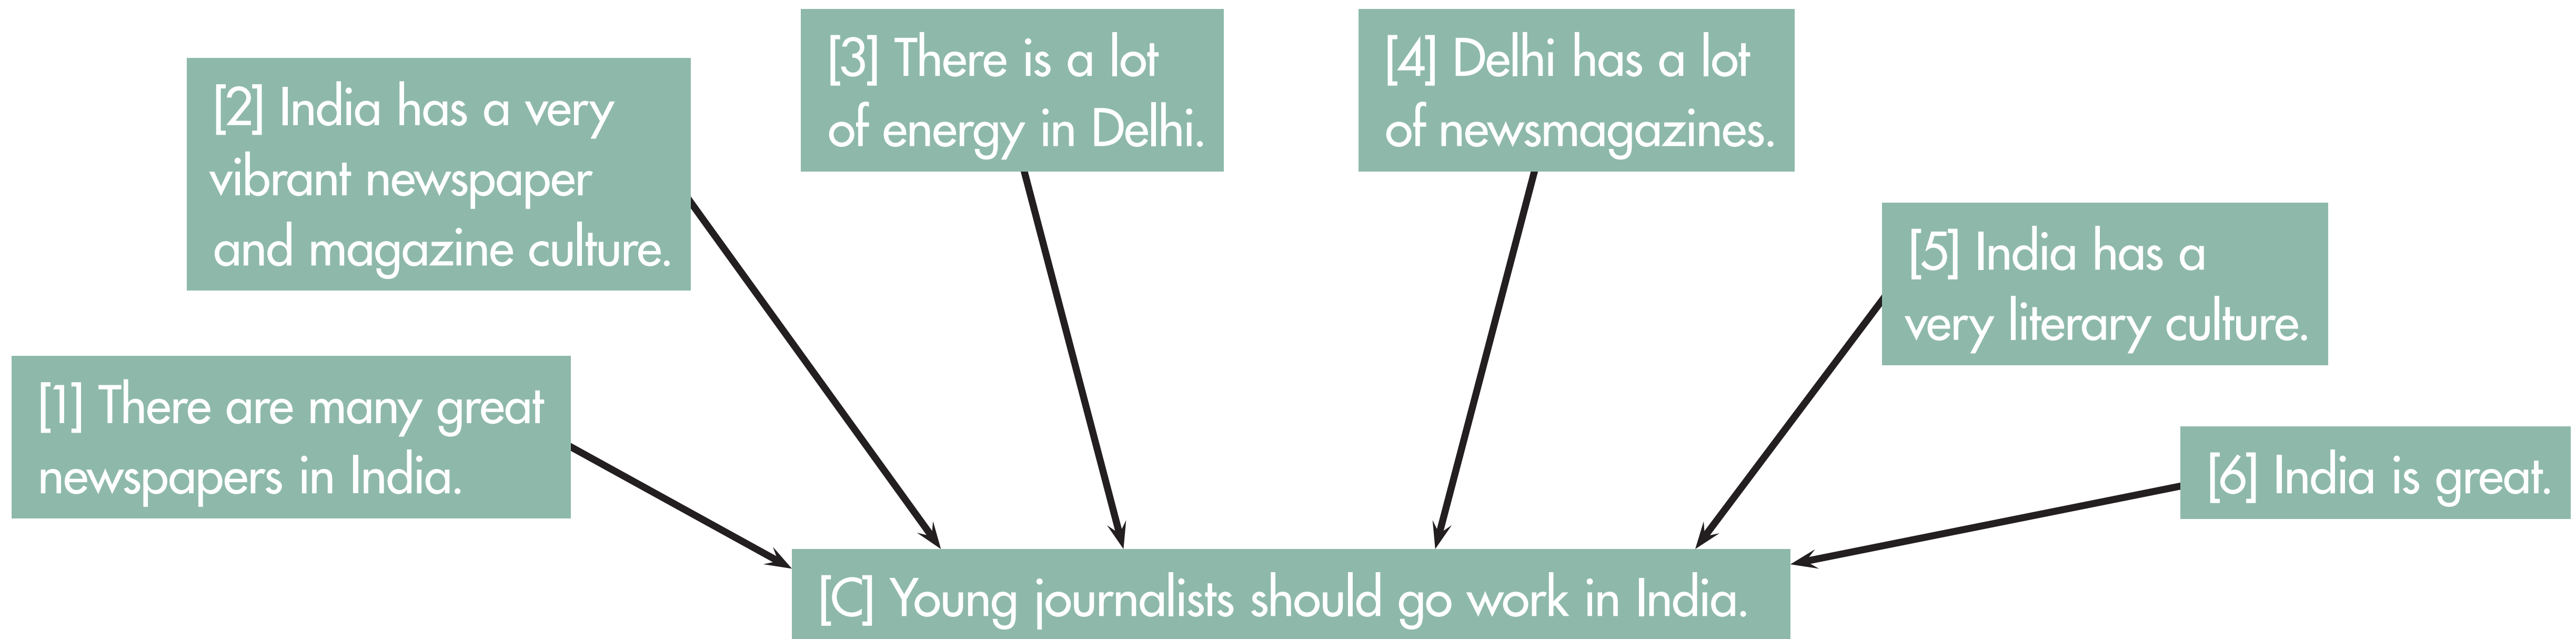 [1] There are many great
newspapers in India.
[2] India has a very
vibrant newspaper
and magazine culture.
[3] There is a lot
of energy in Delhi.
[4] Delhi has a lot
of newsmagazines.
[5] India has a
very literary culture.
[6] India is great.
[C] Young journalists should go work in India.